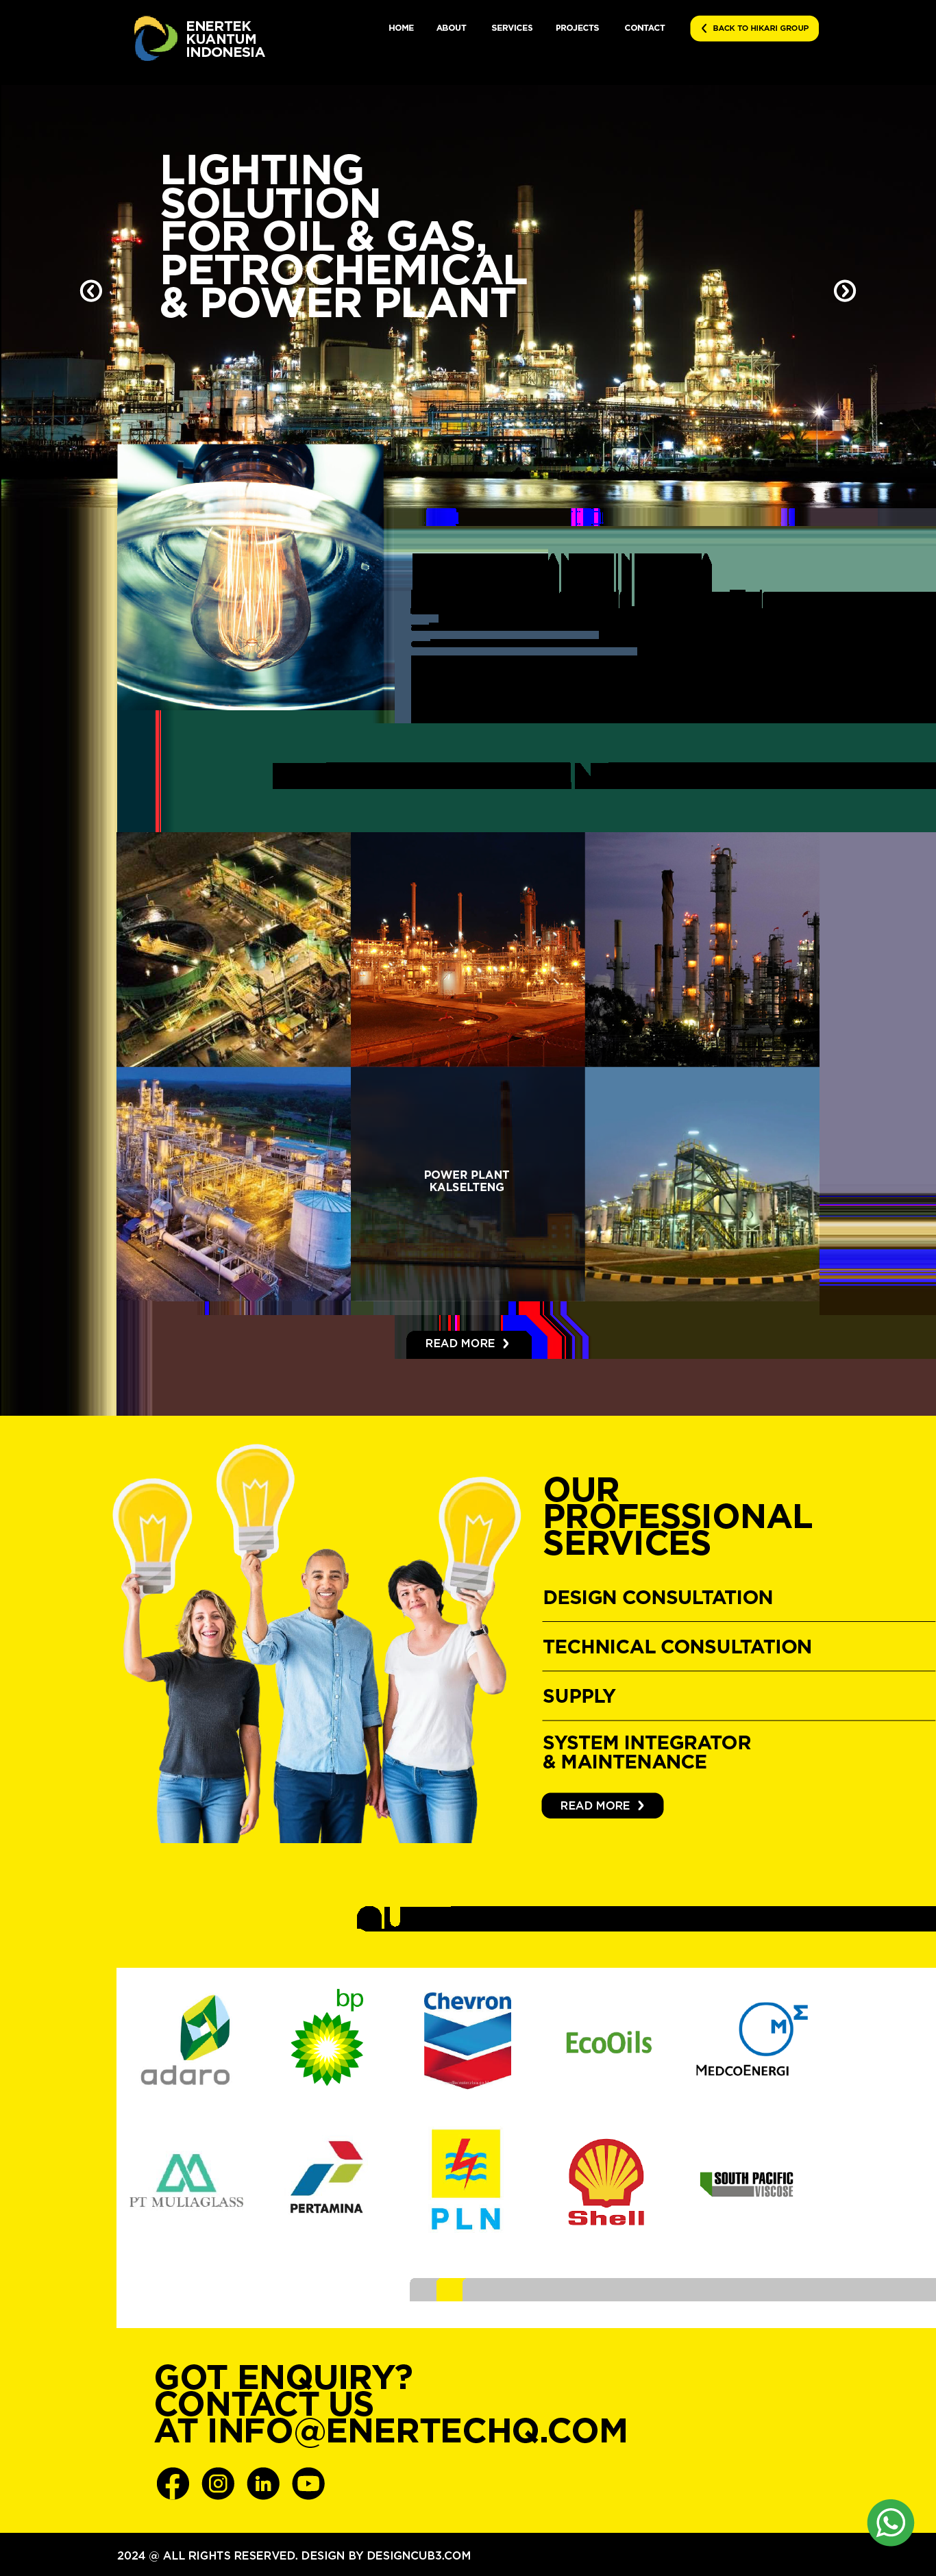 ENERTEK
KUANTUM
INDONESIA
HOME ABOUT SERVICES PROJECTS CONTACT BACK TO HIKARI GROUP
LIGHTING
SOLUTION
FOR OIL & GAS,
PETROCHEMICAL
& POWER PLANT
POWER PLANT
KALSELTENG
READ MORE
OUR
PROFESSIONAL
SERVICES
DESIGN CONSULTATION
TECHNICAL CONSULTATION
SUPPLY
SYSTEM INTEGRATOR
& MAINTENANCE
READ MORE
adaro
bp
Chevron
EcoOils
MEDCOENERGI
PT MULIAGLASS
PERTAMINA
PLN
Shell
SOUTH PACIFIC
VISCOSE
GOT ENQUIRY?
CONTACT US
AT INFO@ENERTECHQ.COM
2024 @ ALL RIGHTS RESERVED. DESIGN BY DESIGNCUB3.COM